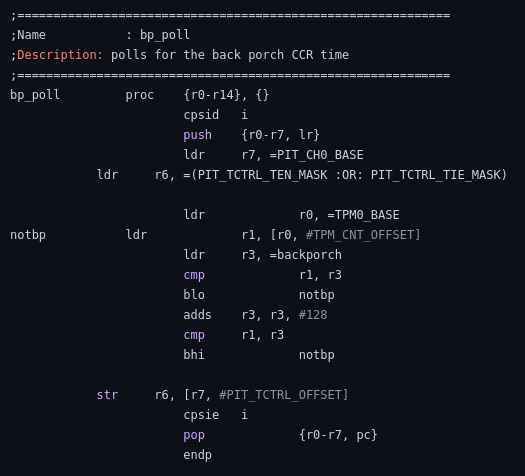 ;============================================================
;Name           : bp_poll
;Description: polls for the back porch CCR time
;============================================================
bp_poll         proc    {r0-r14}, {}
                        cpsid   i
                        push    {r0-r7, lr}
                        ldr     r7, =PIT_CH0_BASE
            ldr     r6, =(PIT_TCTRL_TEN_MASK :OR: PIT_TCTRL_TIE_MASK)
                        ldr             r0, =TPM0_BASE
notbp           ldr             r1, [r0, #TPM_CNT_OFFSET]
                        ldr     r3, =backporch
                        cmp             r1, r3
                        blo             notbp
                        adds    r3, r3, #128
                        cmp     r1, r3
                        bhi             notbp
            str     r6, [r7, #PIT_TCTRL_OFFSET]
                        cpsie   i
                        pop             {r0-r7, pc}
                        endp